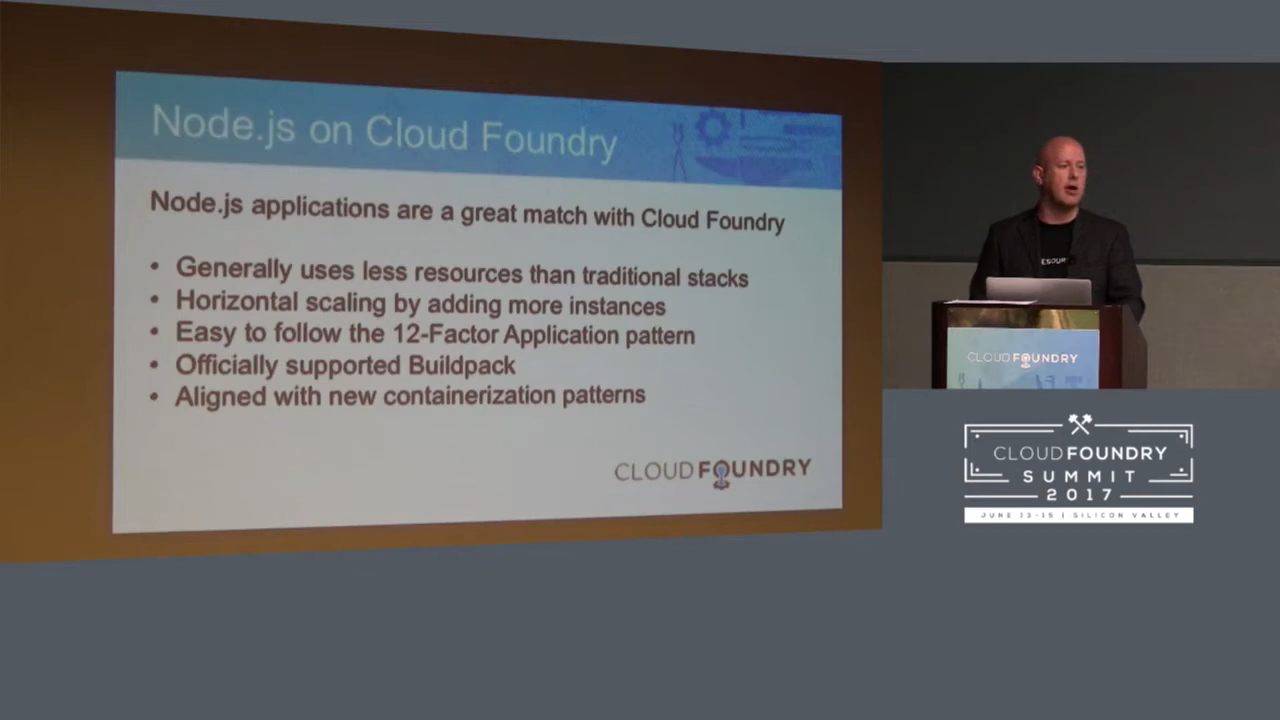 Node.js on Cloud Foundry
Node.js applications are a great match with Cloud Foundry
• Generally uses less resources than traditional stacks
• Horizontal scaling by adding more instances
• Easy to follow the 12-Factor Application pattern
• Officially supported Buildpack
• Aligned with new containerization patterns
CLOUD FOUNDRY
ESOUR
CLOUD FOUNDRY
CLOUD FOUNDRY
SUMMIT
2017
JUNE 13-15 | SILICON VALLEY